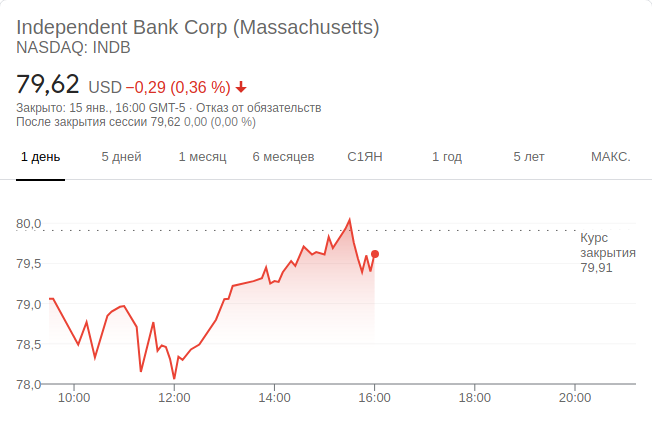 Independent Bank Corp (Massachusetts)
NASDAQ: INDB
79,62 USD −0,29 (0,36 %)
Закрыто: 15 янв., 16:00 GMT-5 · Отказ от обязательств
После закрытия сессии 79,62 0,00 (0,00 %)
1 день 5 дней 1 месяц 6 месяцев С1ЯН 1 год 5 лет МАКС.
80,0
Курс
закрытия
79,91
79,5
79,0
78,5
78,0
10:00 12:00 14:00 16:00 18:00 20:00